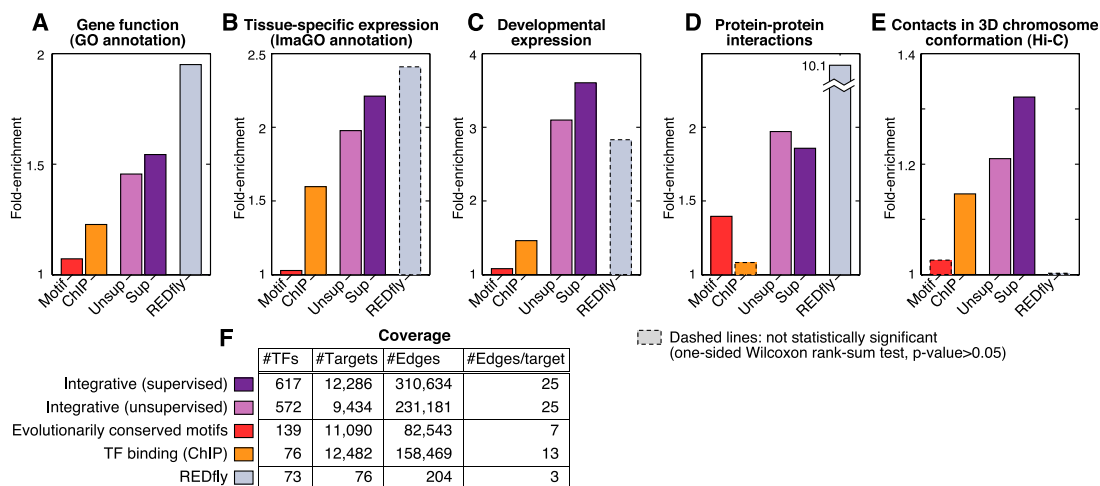 A Gene function
(GO annotation)
Fold-enrichment
2
1.5
1
Motif
ChIP
Unsup
Sup
REDfly
B Tissue-specific expression
(ImaGO annotation)
Fold-enrichment
2.5
2
1.5
1
Motif
ChIP
Unsup
Sup
REDfly
C Developmental
expression
Fold-enrichment
4
3
2
1
Motif
ChIP
Unsup
Sup
REDfly
D Protein-protein
interactions
Fold-enrichment
10.1
2
1.5
1
Motif
ChIP
Unsup
Sup
REDfly
E Contacts in 3D chromosome
conformation (Hi-C)
Fold-enrichment
1.4
1.2
1
Motif
ChIP
Unsup
Sup
REDfly
Dashed lines: not statistically significant
(one-sided Wilcoxon rank-sum test, p-value>0.05)
F Coverage
#TFs #Targets #Edges #Edges/target
Integrative (supervised) 617 12,286 310,634 25
Integrative (unsupervised) 572 9,434 231,181 25
Evolutionarily conserved motifs 139 11,090 82,543 7
TF binding (ChIP) 76 12,482 158,469 13
REDfly 73 76 204 3